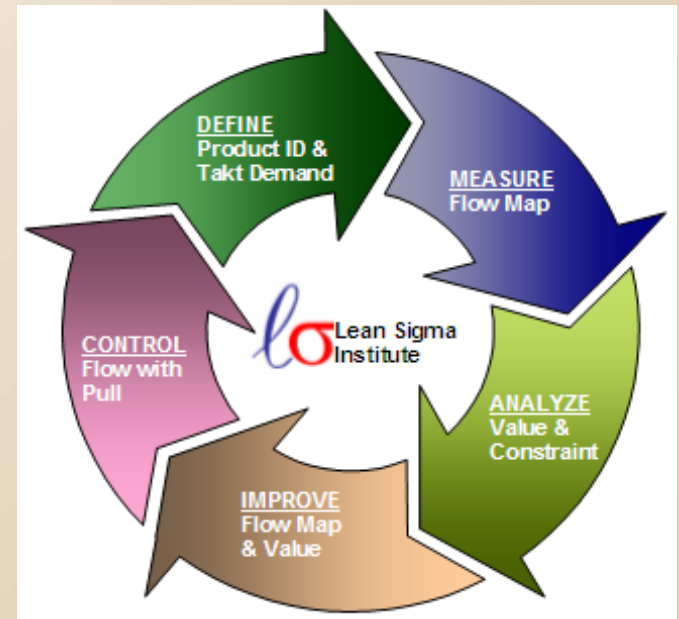 DEFINE
Product ID &
Takt Demand
MEASURE
Flow Map
ANALYZE
Value &
Constraint
IMPROVE
Flow Map
& Value
CONTROL
Flow with
Pull
ℓσ Lean Sigma
Institute